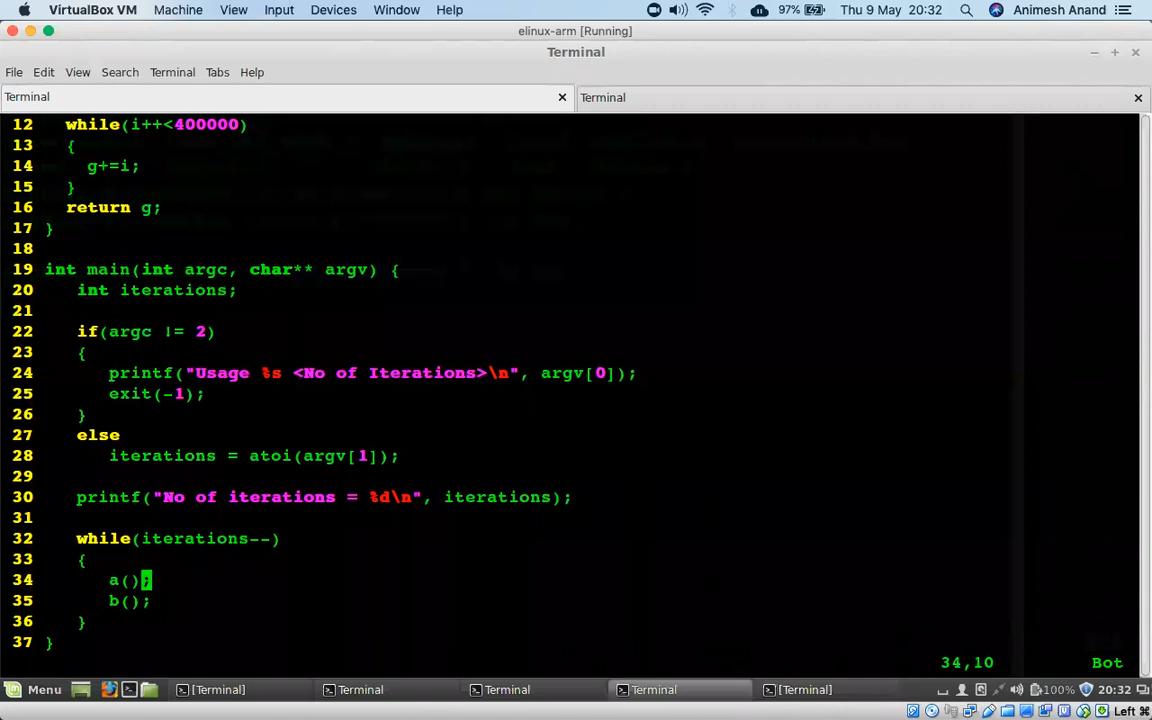 VirtualBox VM Machine View Input Devices Window Help 97% Thu 9 May 20:32 Animesh Anand
elinux-arm [Running]
Terminal
File Edit View Search Terminal Tabs Help
Terminal Terminal
12 while(i++<400000)
13 {
14 g+=i;
15 }
16 return g;
17 }
18
19 int main(int argc, char** argv) {
20 int iterations;
21
22 if(argc != 2)
23 {
24 printf("Usage %s <No of Iterations>\n", argv[0]);
25 exit(-1);
26 }
27 else
28 iterations = atoi(argv[1]);
29
30 printf("No of iterations = %d\n", iterations);
31
32 while(iterations--)
33 {
34 a();
35 b();
36 }
37 }
34,10 Bot
Menu [Terminal] Terminal Terminal Terminal [Terminal] 100% 20:32
Left ⌘